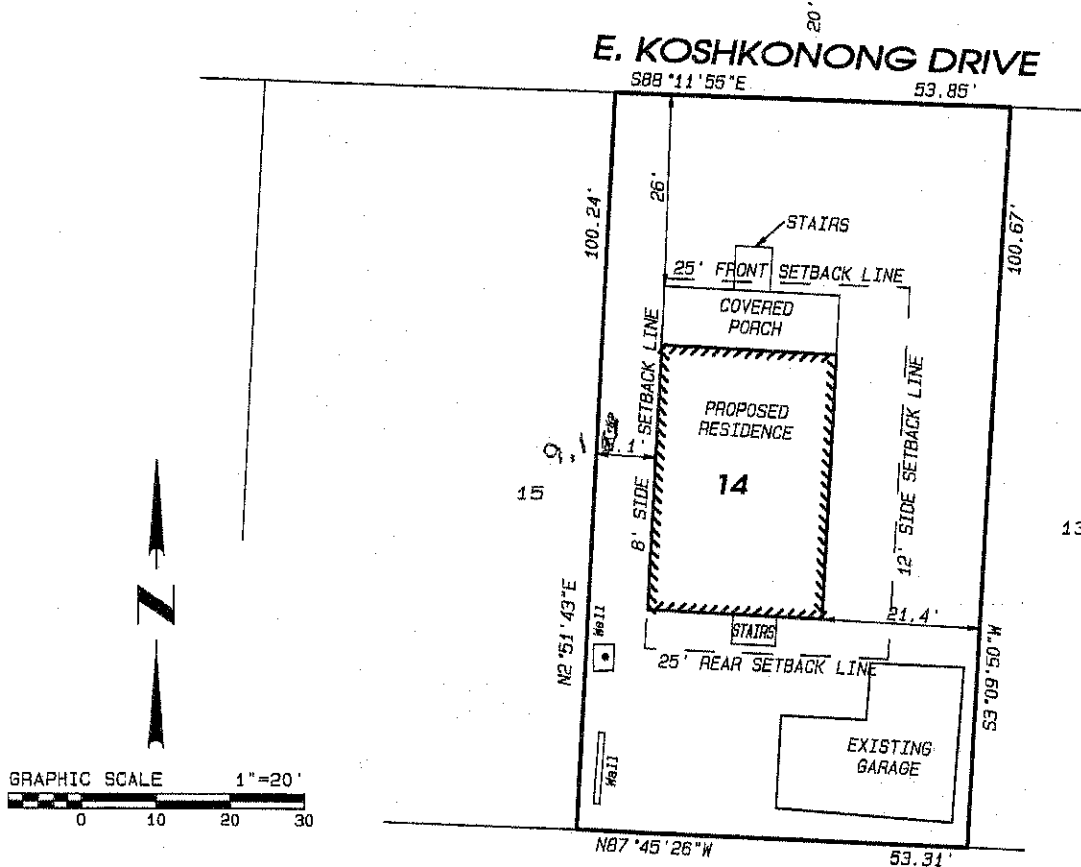 20'
E. KOSHKONONG DRIVE
S88°11'55"E 53.85'
100.24'
26'
100.67'
STAIRS
25' FRONT SETBACK LINE
COVERED
PORCH
8' SIDE SETBACK LINE
PROPOSED
RESIDENCE
9.1
.1'
14
15
13
12' SIDE SETBACK LINE
21.4'
STAIRS
25' REAR SETBACK LINE
N2°51'43"E
Well
Wall
S3°09'50"W
EXISTING
GARAGE
N
GRAPHIC SCALE 1"=20'
0 10 20 30
N87°45'26"W 53.31'